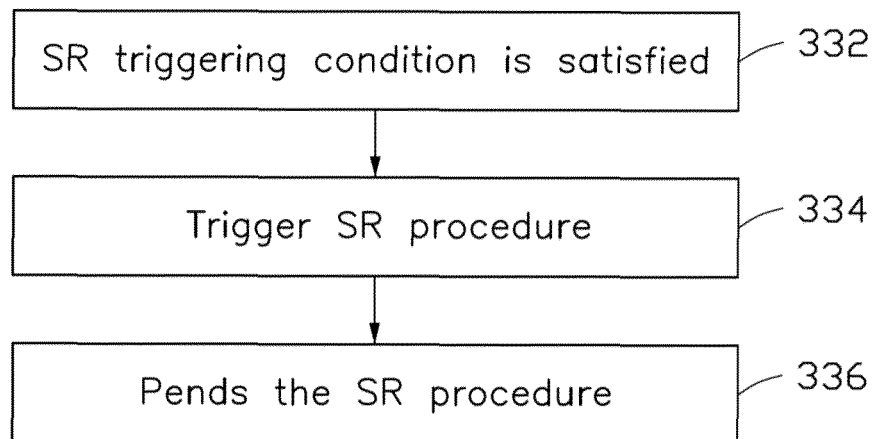 SR triggering condition is satisfied
332
Trigger SR procedure
334
Pends the SR procedure
336